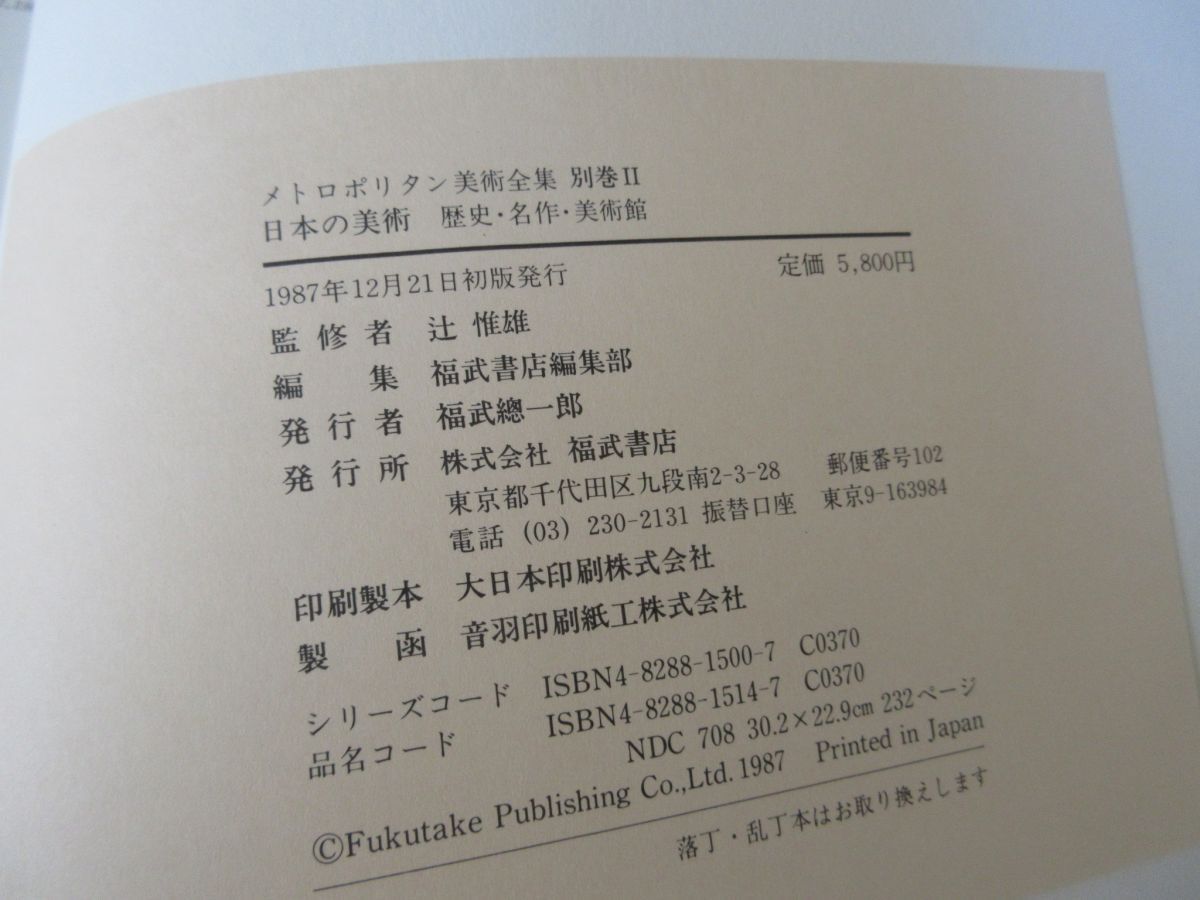 メトロポリタン美術全集 別巻II
日本の美術 歴史・名作・美術館
1987年12月21日初版発行 定価 5,800円
監修者 辻 惟雄
編集 福武書店編集部
発行者 福武總一郎
発行所 株式会社 福武書店
東京都千代田区九段南2-3-28 郵便番号102
電話 (03) 230-2131 振替口座 東京9-163984
印刷製本 大日本印刷株式会社
製函 音羽印刷紙工株式会社
シリーズコード ISBN4-8288-1500-7 C0370
品名コード ISBN4-8288-1514-7 C0370
NDC 708 30.2×22.9cm 232ページ
©Fukutake Publishing Co.,Ltd.1987 Printed in Japan
落丁・乱丁本はお取り換えします